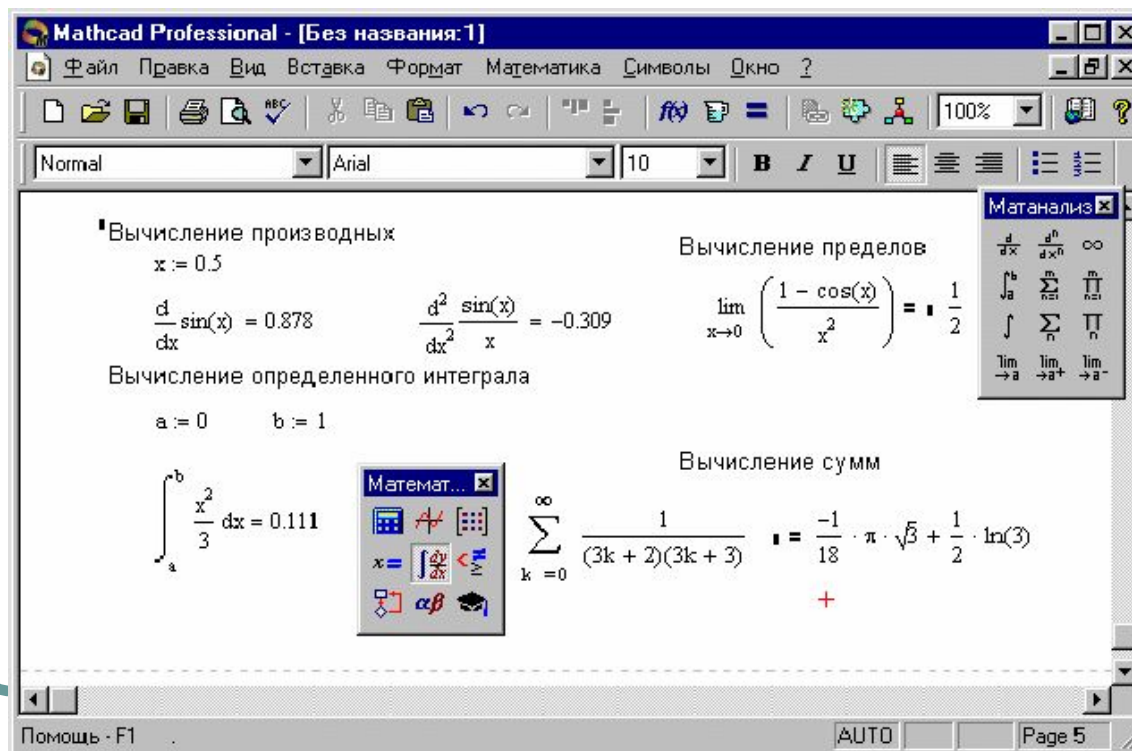 Mathcad Professional - [Без названия:1]
Файл Правка Вид Вставка Формат Математика Символы Окно ?
100%
Normal Arial 10 B I U
Матанализ
Вычисление производных
x := 0.5
d/dx sin(x) = 0.878
d²/dx² sin(x)/x = -0.309
Вычисление пределов
lim x→0 ((1 - cos(x))/x²) = 1/2
Вычисление определенного интеграла
a := 0 b := 1
∫ₐᵇ x²/3 dx = 0.111
Математ...
Вычисление сумм
∑ k=0 ∞ 1/((3k + 2)(3k + 3)) = -1/18 · π · √3 + 1/2 · ln(3)
Помощь - F1 AUTO Page 5